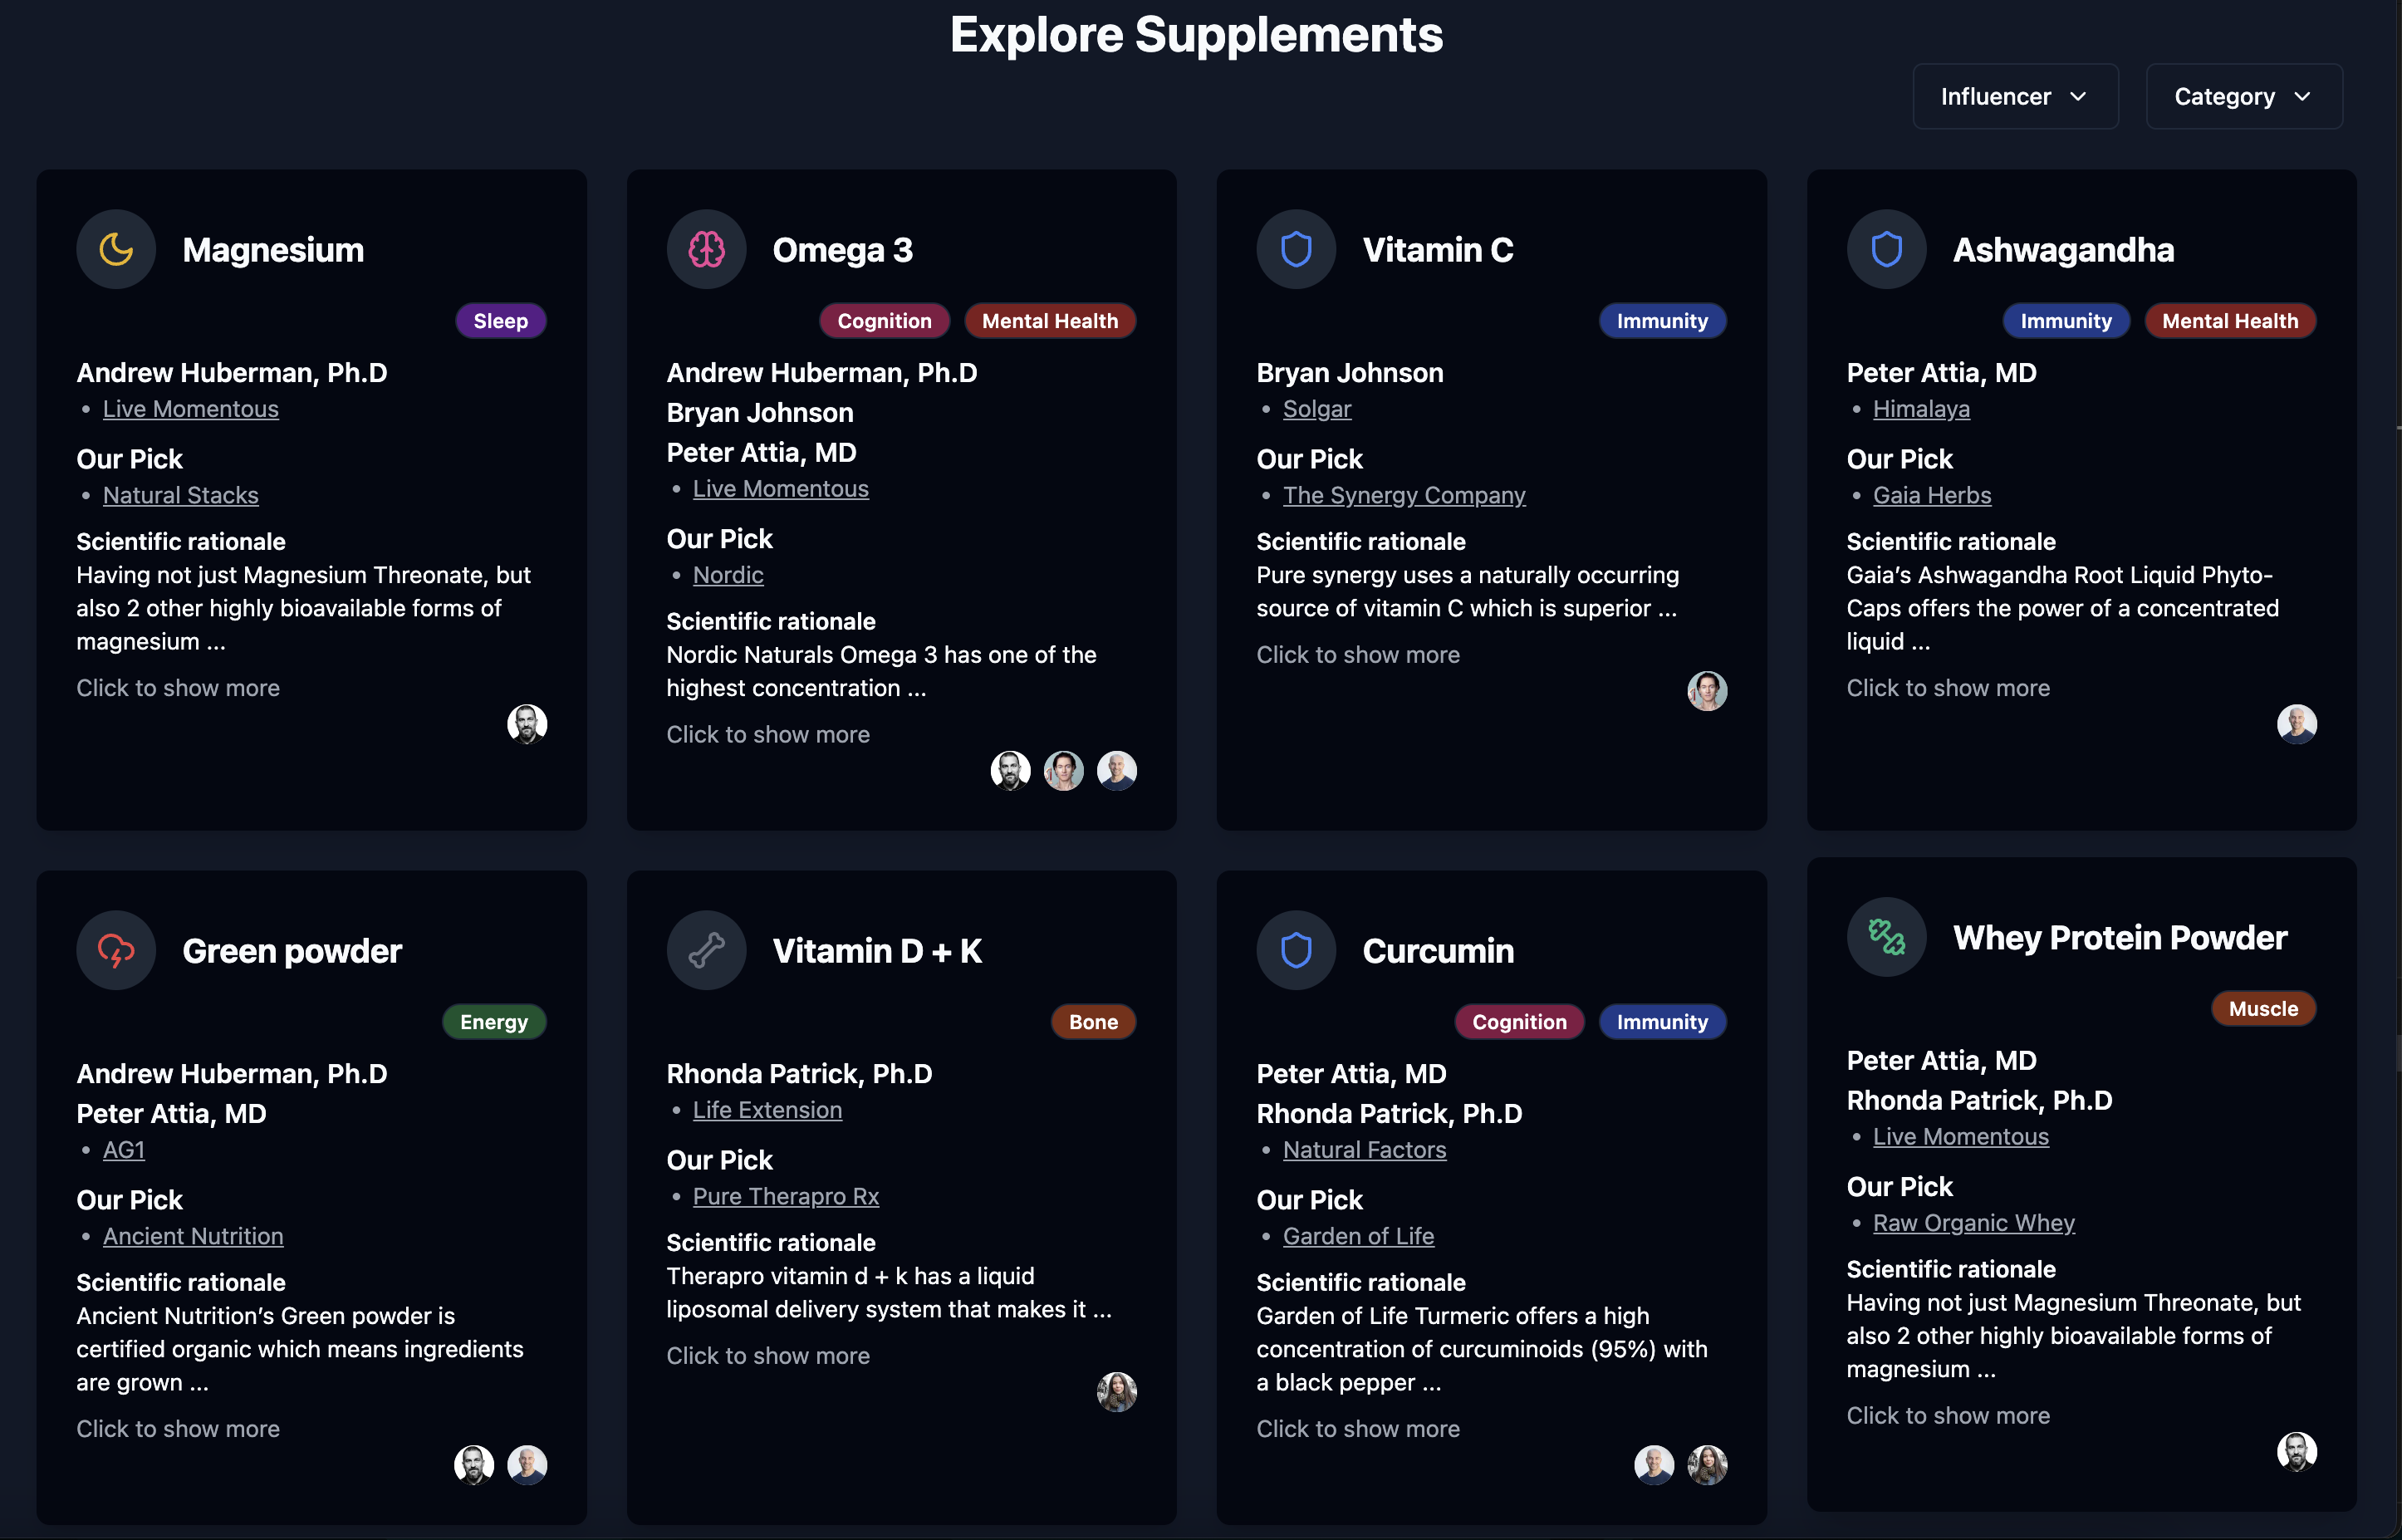 Explore Supplements
Influencer
Category
Magnesium
Sleep
Andrew Huberman, Ph.D
• Live Momentous
Our Pick
• Natural Stacks
Scientific rationale
Having not just Magnesium Threonate, but
also 2 other highly bioavailable forms of
magnesium ...
Click to show more
Omega 3
Cognition
Mental Health
Andrew Huberman, Ph.D
Bryan Johnson
Peter Attia, MD
• Live Momentous
Our Pick
• Nordic
Scientific rationale
Nordic Naturals Omega 3 has one of the
highest concentration ...
Click to show more
Vitamin C
Immunity
Bryan Johnson
• Solgar
Our Pick
• The Synergy Company
Scientific rationale
Pure synergy uses a naturally occurring
source of vitamin C which is superior ...
Click to show more
Ashwagandha
Immunity
Mental Health
Peter Attia, MD
• Himalaya
Our Pick
• Gaia Herbs
Scientific rationale
Gaia’s Ashwagandha Root Liquid Phyto-
Caps offers the power of a concentrated
liquid ...
Click to show more
Green powder
Energy
Andrew Huberman, Ph.D
Peter Attia, MD
• AG1
Our Pick
• Ancient Nutrition
Scientific rationale
Ancient Nutrition’s Green powder is
certified organic which means ingredients
are grown ...
Click to show more
Vitamin D + K
Bone
Rhonda Patrick, Ph.D
• Life Extension
Our Pick
• Pure Therapro Rx
Scientific rationale
Therapro vitamin d + k has a liquid
liposomal delivery system that makes it ...
Click to show more
Curcumin
Cognition
Immunity
Peter Attia, MD
Rhonda Patrick, Ph.D
• Natural Factors
Our Pick
• Garden of Life
Scientific rationale
Garden of Life Turmeric offers a high
concentration of curcuminoids (95%) with
a black pepper ...
Click to show more
Whey Protein Powder
Muscle
Peter Attia, MD
Rhonda Patrick, Ph.D
• Live Momentous
Our Pick
• Raw Organic Whey
Scientific rationale
Having not just Magnesium Threonate, but
also 2 other highly bioavailable forms of
magnesium ...
Click to show more